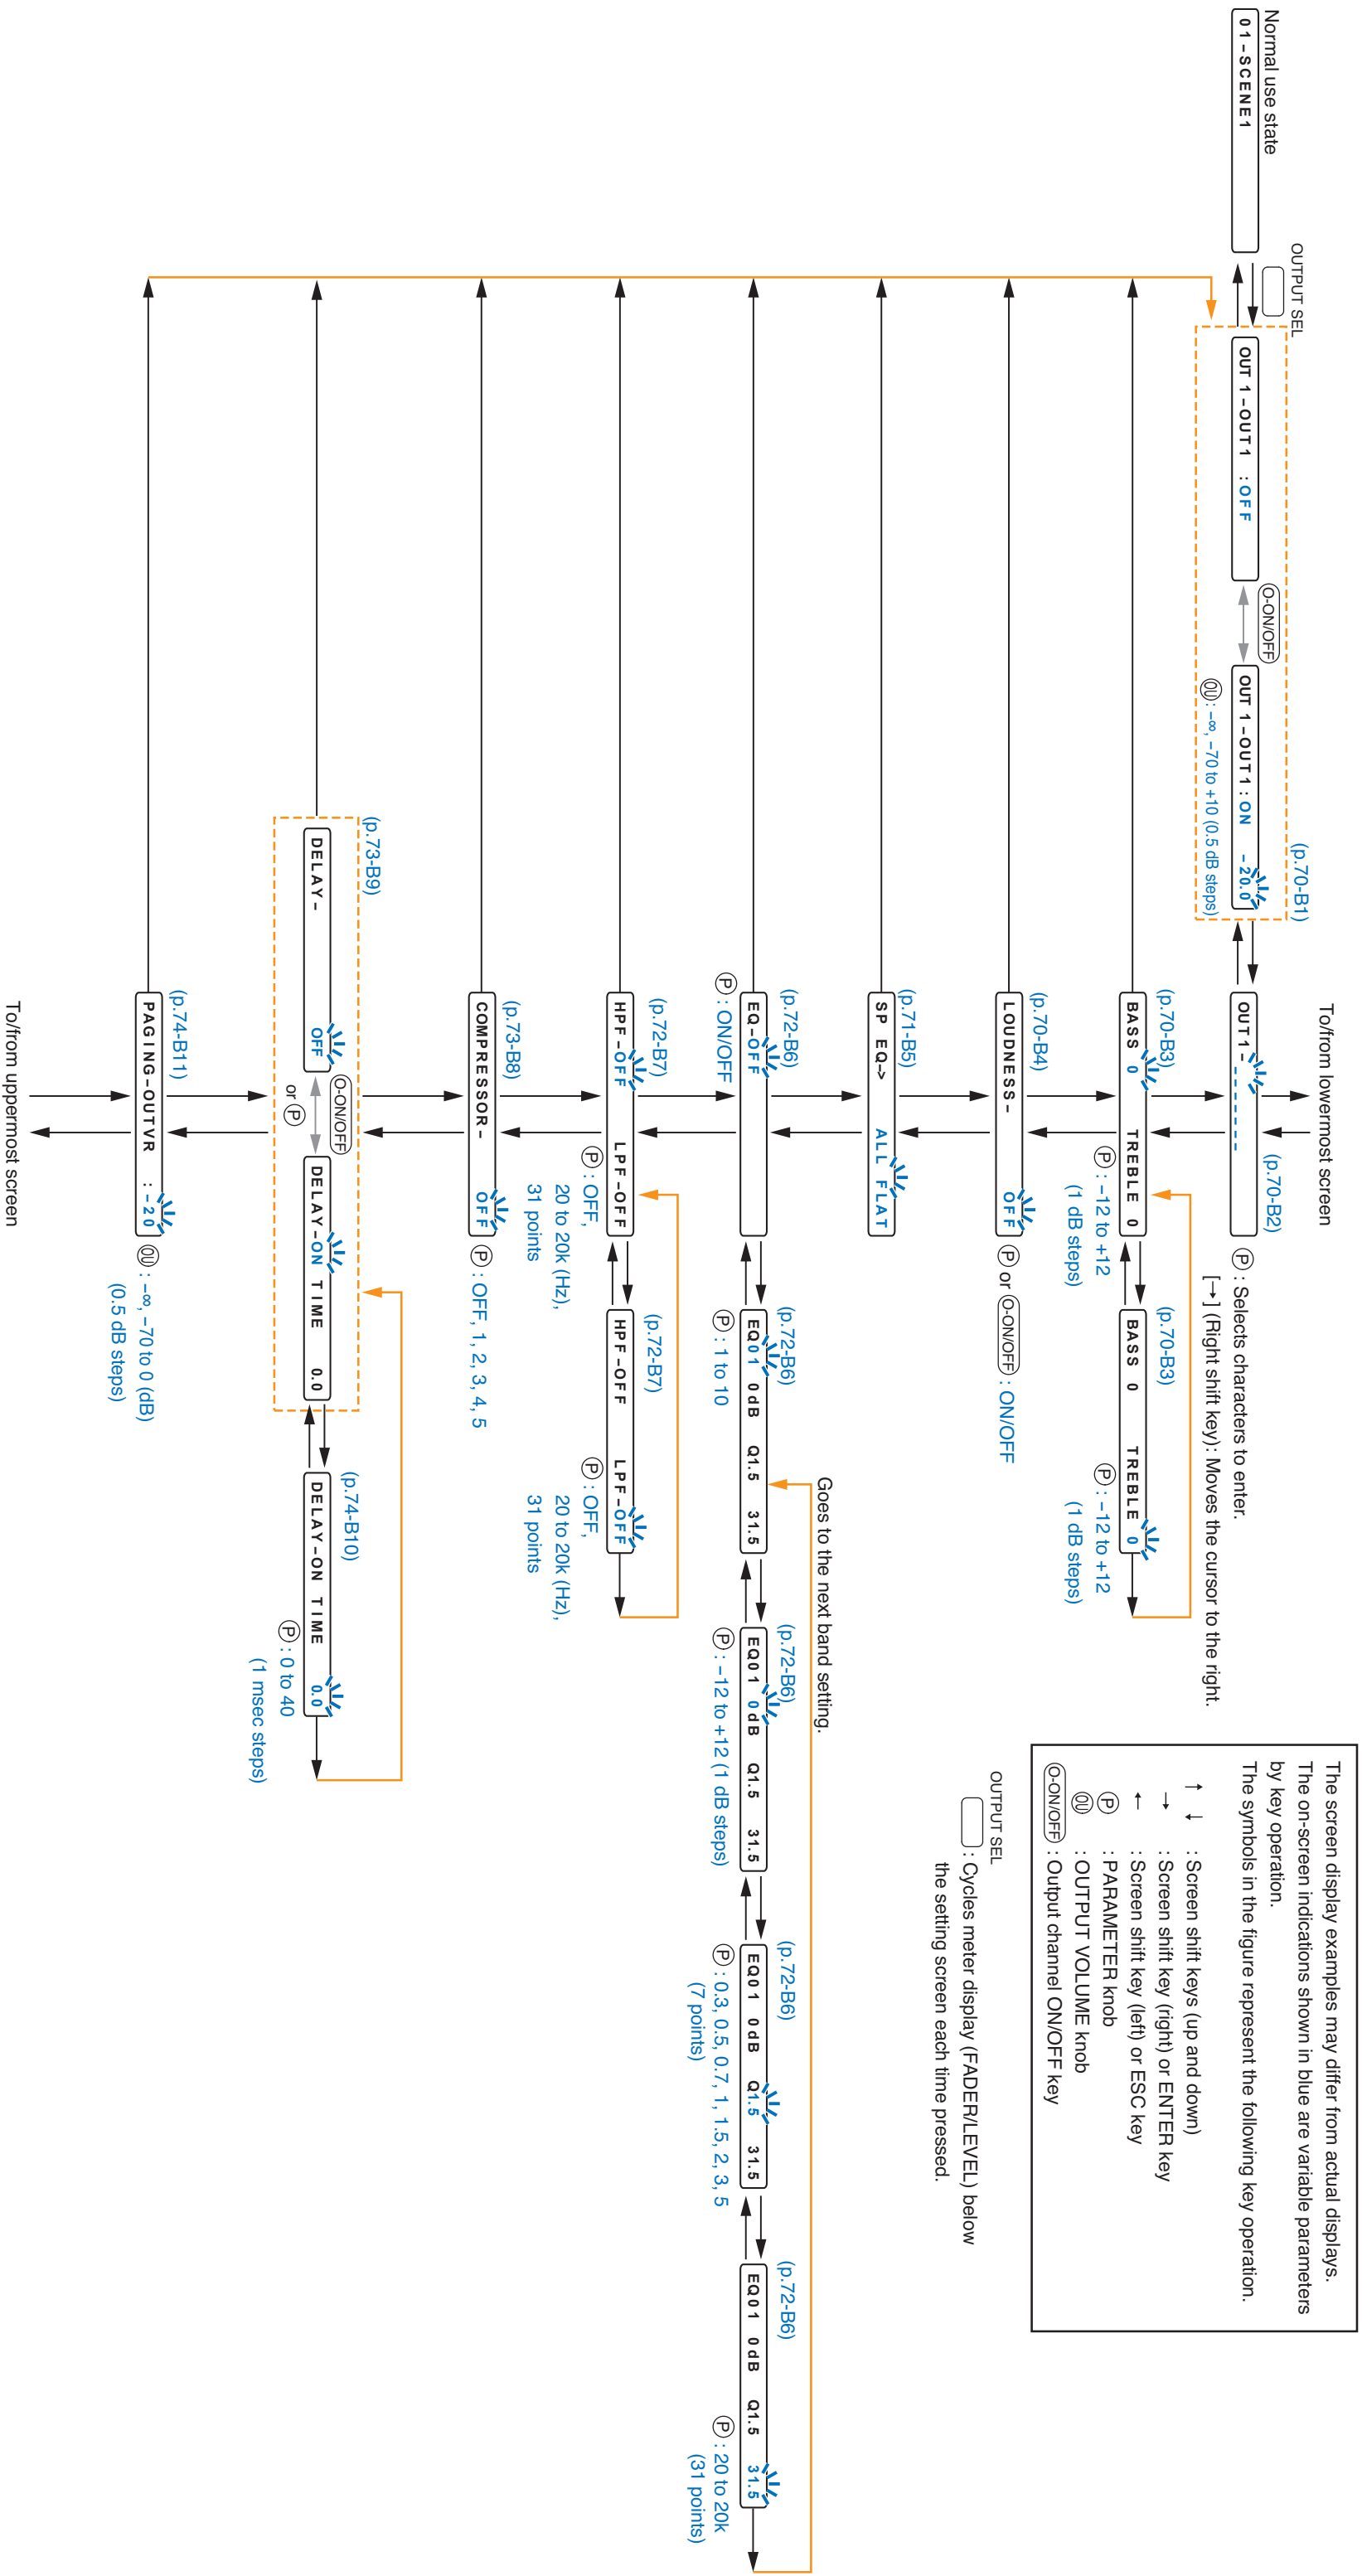 Normal use state
01-SCENE1
OUTPUT SEL
OUT 1-OUT1 :OFF
O-ON/OFF
OUT 1-OUT1:ON -20.0
OU : −∞, −70 to +10 (0.5 dB steps)
(p.70-B1)
To/from lowermost screen
OUT1-------
(p.70-B2)
P : Selects characters to enter.
[→] (Right shift key): Moves the cursor to the right.
(p.70-B3)
BASS 0 TREBLE 0
P : −12 to +12
(1 dB steps)
(p.70-B3)
BASS 0 TREBLE 0
P : −12 to +12
(1 dB steps)
(p.70-B4)
LOUDNESS- OFF
P or O-ON/OFF : ON/OFF
(p.71-B5)
SP EQ-> ALL FLAT
(p.72-B6)
EQ-OFF
P : ON/OFF
(p.72-B6)
EQ01 0dB Q1.5 31.5
P : 1 to 10
Goes to the next band setting.
(p.72-B6)
EQ01 0dB Q1.5 31.5
P : −12 to +12 (1 dB steps)
(p.72-B6)
EQ01 0dB Q1.5 31.5
P : 0.3, 0.5, 0.7, 1, 1.5, 2, 3, 5
(7 points)
(p.72-B6)
EQ01 0dB Q1.5 31.5
P : 20 to 20k
(31 points)
(p.72-B7)
HPF-OFF LPF-OFF
P : OFF,
20 to 20k (Hz),
31 points
(p.72-B7)
HPF-OFF LPF-OFF
P : OFF,
20 to 20k (Hz),
31 points
(p.73-B8)
COMPRESSOR- OFF
P : OFF, 1, 2, 3, 4, 5
(p.73-B9)
DELAY- OFF
O-ON/OFF
or P
DELAY-ON TIME 0.0
(p.74-B10)
DELAY-ON TIME 0.0
P : 0 to 40
(1 msec steps)
(p.74-B11)
PAGING-OUTVR :-20
OU : −∞, −70 to 0 (dB)
(0.5 dB steps)
To/from uppermost screen
The screen display examples may differ from actual displays.
The on-screen indications shown in blue are variable parameters
by key operation.
The symbols in the figure represent the following key operation.
↑ ↓ : Screen shift keys (up and down)
→ : Screen shift key (right) or ENTER key
← : Screen shift key (left) or ESC key
P : PARAMETER knob
OU : OUTPUT VOLUME knob
O-ON/OFF : Output channel ON/OFF key
OUTPUT SEL
: Cycles meter display (FADER/LEVEL) below
the setting screen each time pressed.